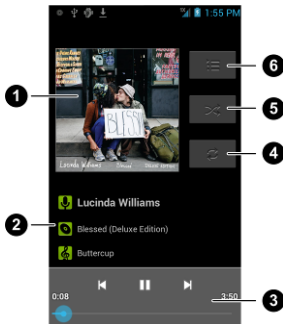 1:55 PM
BLESSED
Lucinda Williams
Lucinda Williams
Blessed (Deluxe Edition)
Buttercup
0:08
3:50
1
2
3
4
5
6